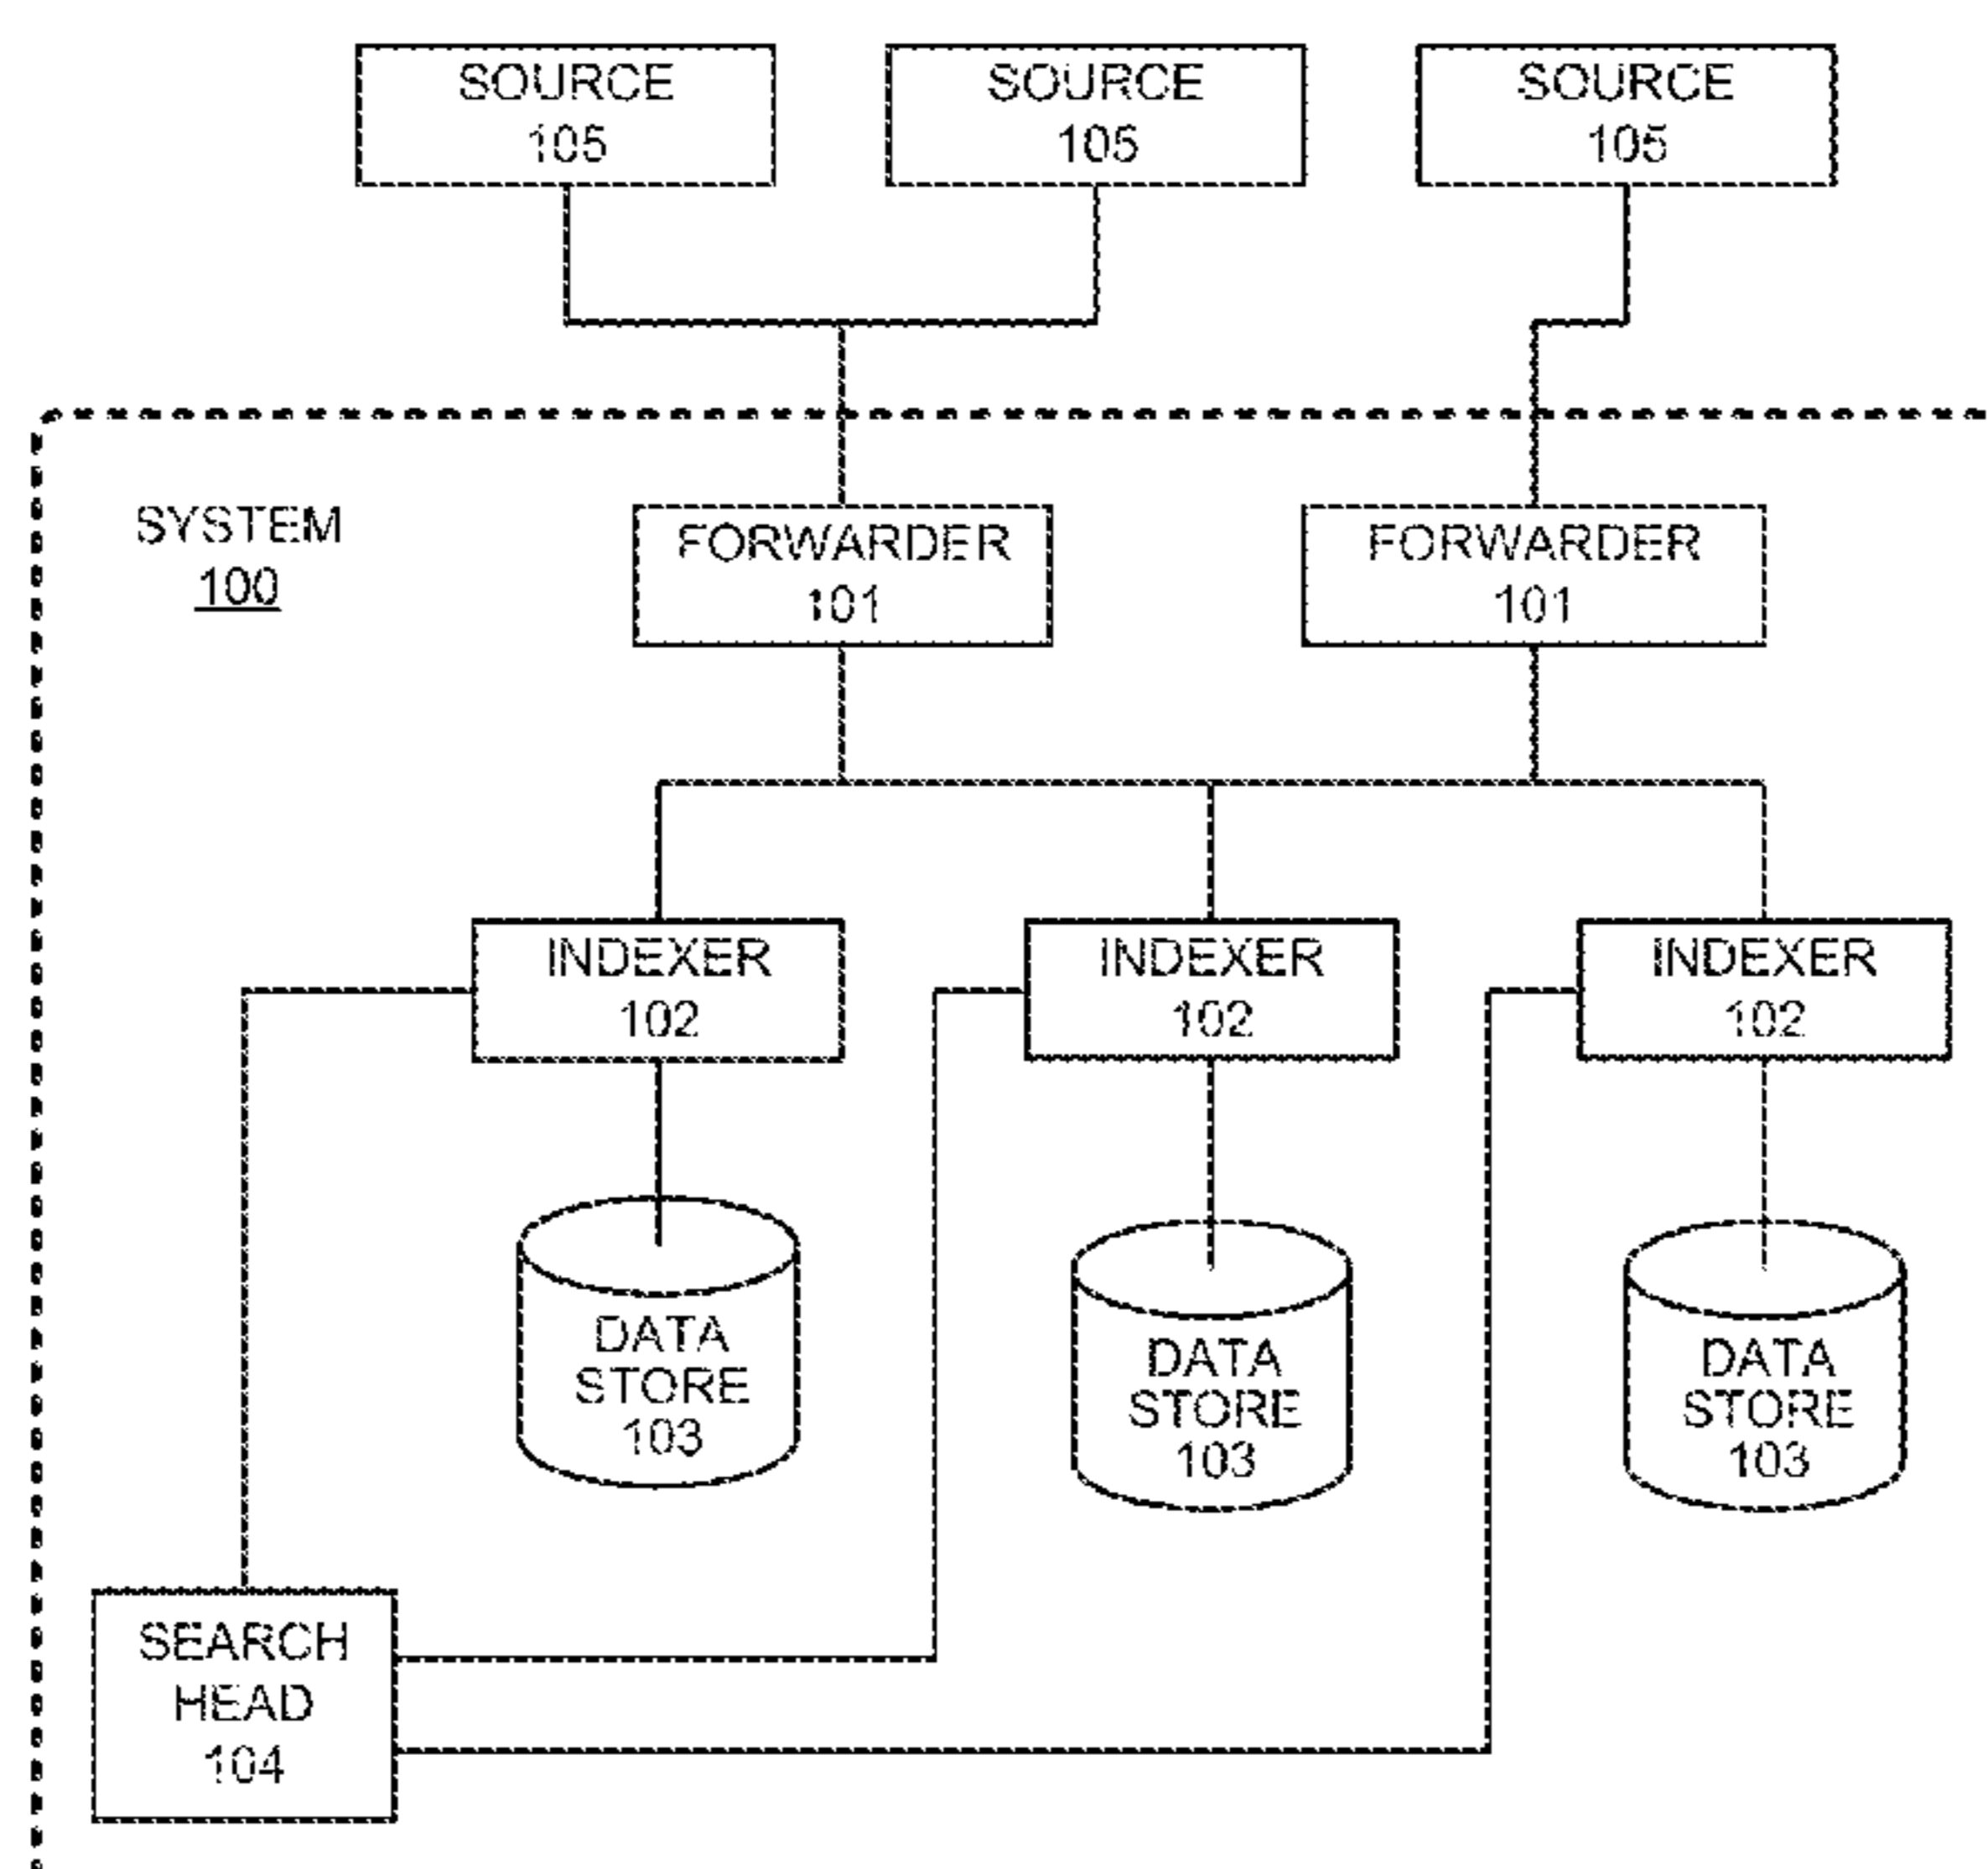 SOURCE
105
SOURCE
105
SOURCE
105
SYSTEM
100
FORWARDER
101
FORWARDER
101
INDEXER
102
INDEXER
102
INDEXER
102
DATA
STORE
103
DATA
STORE
103
DATA
STORE
103
SEARCH
HEAD
104